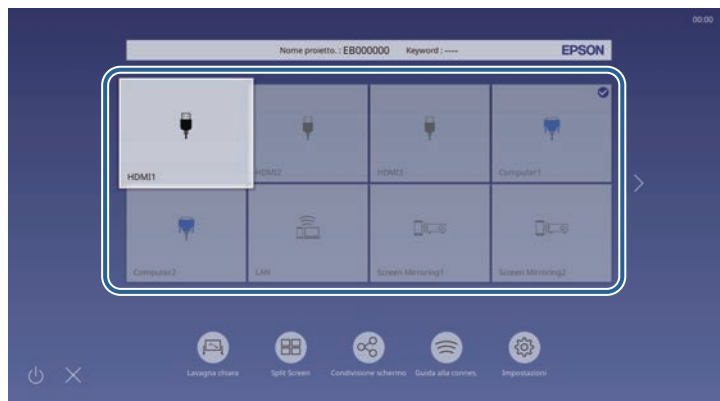 00:00
Nome proietto. : EB000000 Keyword : ---- EPSON
HDMI1 HDMI2 HDMI3 Computer1
Computer2 LAN Screen Mirroring1 Screen Mirroring2
Lavagna chiara Split Screen Condivisione schermo Guida alla connes. Impostazioni